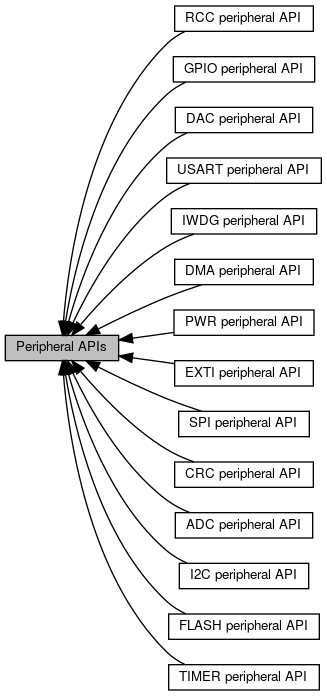 RCC peripheral API
GPIO peripheral API
DAC peripheral API
USART peripheral API
IWDG peripheral API
DMA peripheral API
PWR peripheral API
Peripheral APIs
EXTI peripheral API
SPI peripheral API
CRC peripheral API
ADC peripheral API
I2C peripheral API
FLASH peripheral API
TIMER peripheral API